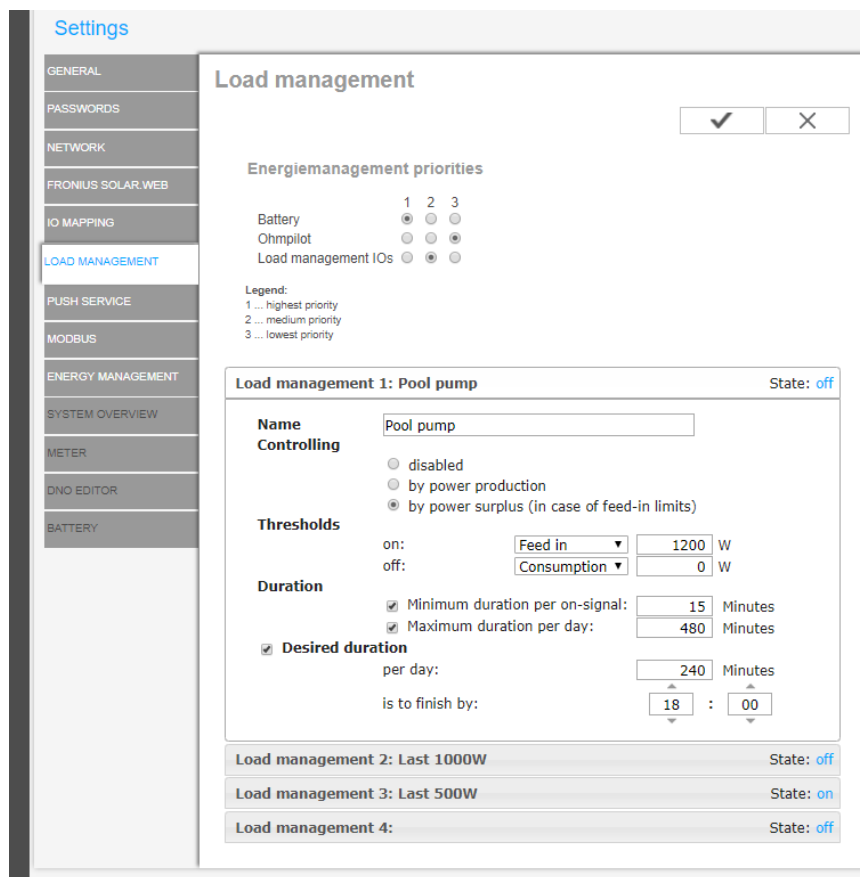 Settings
GENERAL
PASSWORDS
NETWORK
FRONIUS SOLAR.WEB
IO MAPPING
LOAD MANAGEMENT
PUSH SERVICE
MODBUS
ENERGY MANAGEMENT
SYSTEM OVERVIEW
METER
DNO EDITOR
BATTERY
Load management
Energiemanagement priorities
1 2 3
Battery
Ohmpilot
Load management IOs
Legend:
1 ... highest priority
2 ... medium priority
3 ... lowest priority
Load management 1: Pool pump State: off
Name Pool pump
Controlling
disabled
by power production
by power surplus (in case of feed-in limits)
Thresholds
on: Feed in 1200 W
off: Consumption 0 W
Duration
Minimum duration per on-signal: 15 Minutes
Maximum duration per day: 480 Minutes
Desired duration
per day: 240 Minutes
is to finish by: 18 : 00
Load management 2: Last 1000W State: off
Load management 3: Last 500W State: on
Load management 4: State: off